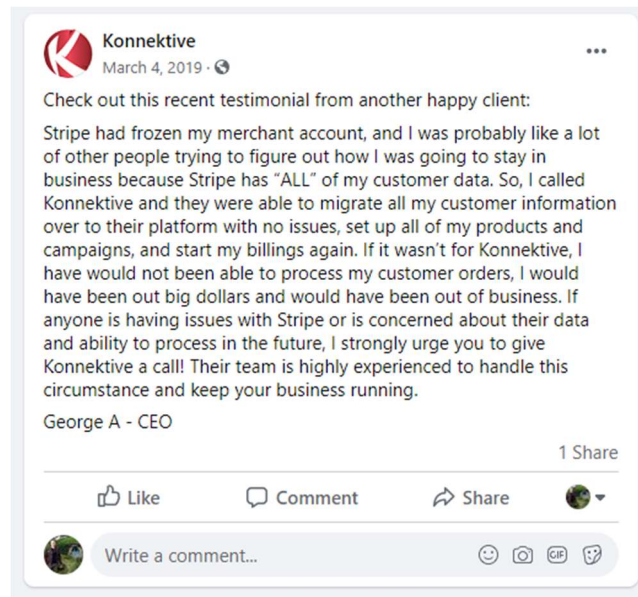 Konnektive
March 4, 2019 ·
Check out this recent testimonial from another happy client:
Stripe had frozen my merchant account, and I was probably like a lot
of other people trying to figure out how I was going to stay in
business because Stripe has “ALL” of my customer data. So, I called
Konnektive and they were able to migrate all my customer information
over to their platform with no issues, set up all of my products and
campaigns, and start my billings again. If it wasn’t for Konnektive, I
have would not been able to process my customer orders, I would
have been out big dollars and would have been out of business. If
anyone is having issues with Stripe or is concerned about their data
and ability to process in the future, I strongly urge you to give
Konnektive a call! Their team is highly experienced to handle this
circumstance and keep your business running.
George A - CEO
1 Share
Like Comment Share
Write a comment...
GIF